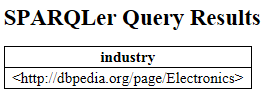 SPARQLer Query Results
industry
<http://dbpedia.org/page/Electronics>